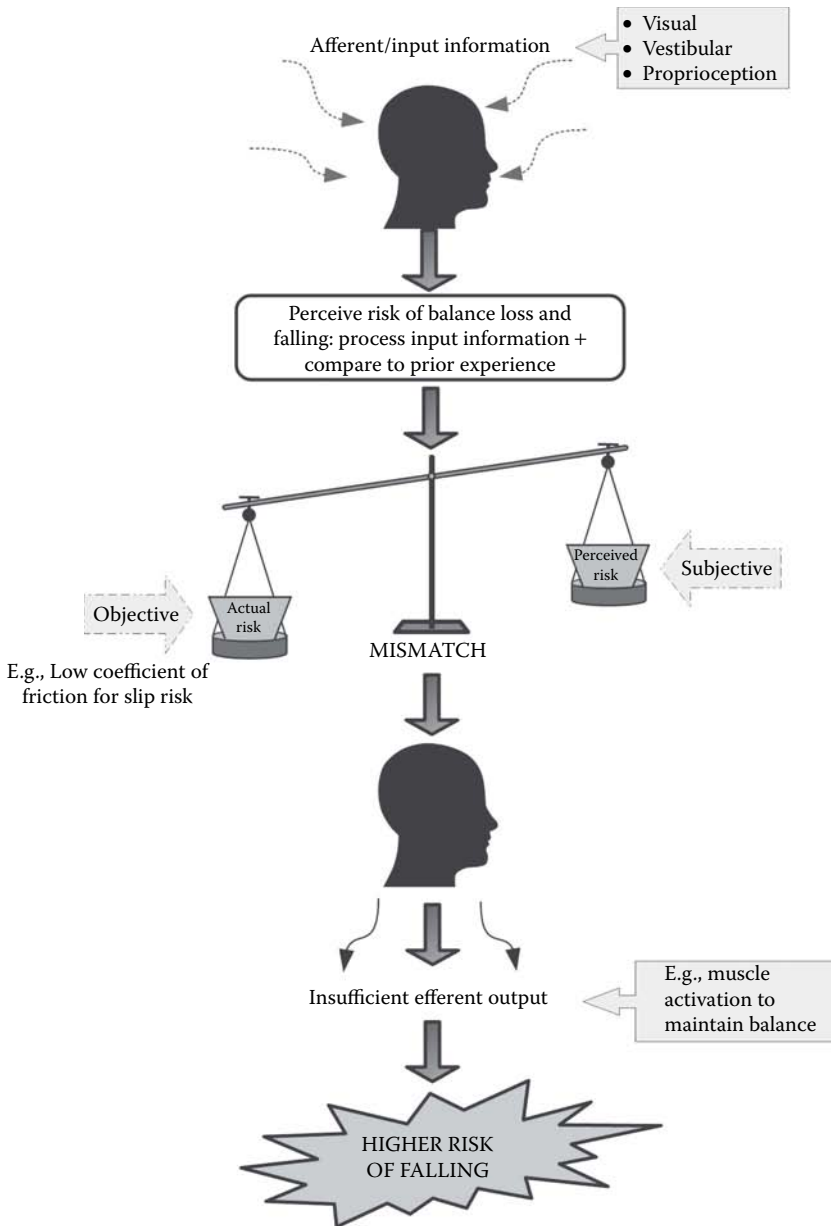 Afferent/input information
• Visual
• Vestibular
• Proprioception
Perceive risk of balance loss and
falling: process input information +
compare to prior experience
Perceived
risk
Subjective
Objective
Actual
risk
E.g., Low coefficient of
friction for slip risk
MISMATCH
Insufficient efferent output
E.g., muscle
activation to
maintain balance
HIGHER RISK
OF FALLING